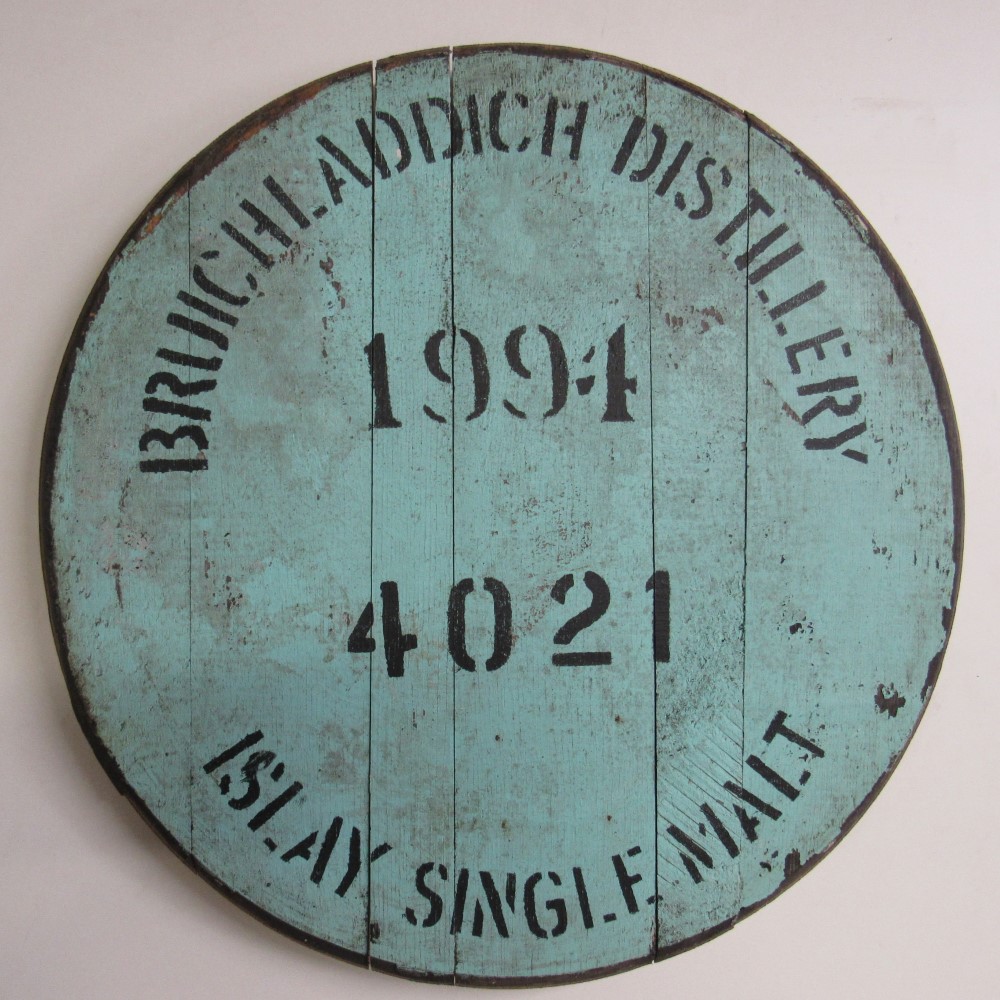 BRUICHLADDICH DISTILLERY
1994
4021
ISLAY SINGLE MALT